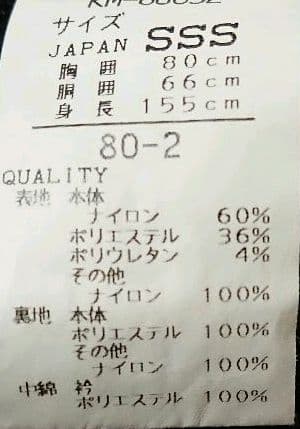 サイズ
JAPAN SSS
胸囲 80cm
胴囲 66cm
身長 155cm
80-2
QUALITY
表地 本体
ナイロン 60%
ポリエステル 36%
ポリウレタン 4%
その他
ナイロン 100%
裏地 本体
ポリエステル 100%
その他
ナイロン 100%
中綿 衿
ポリエステル 100%